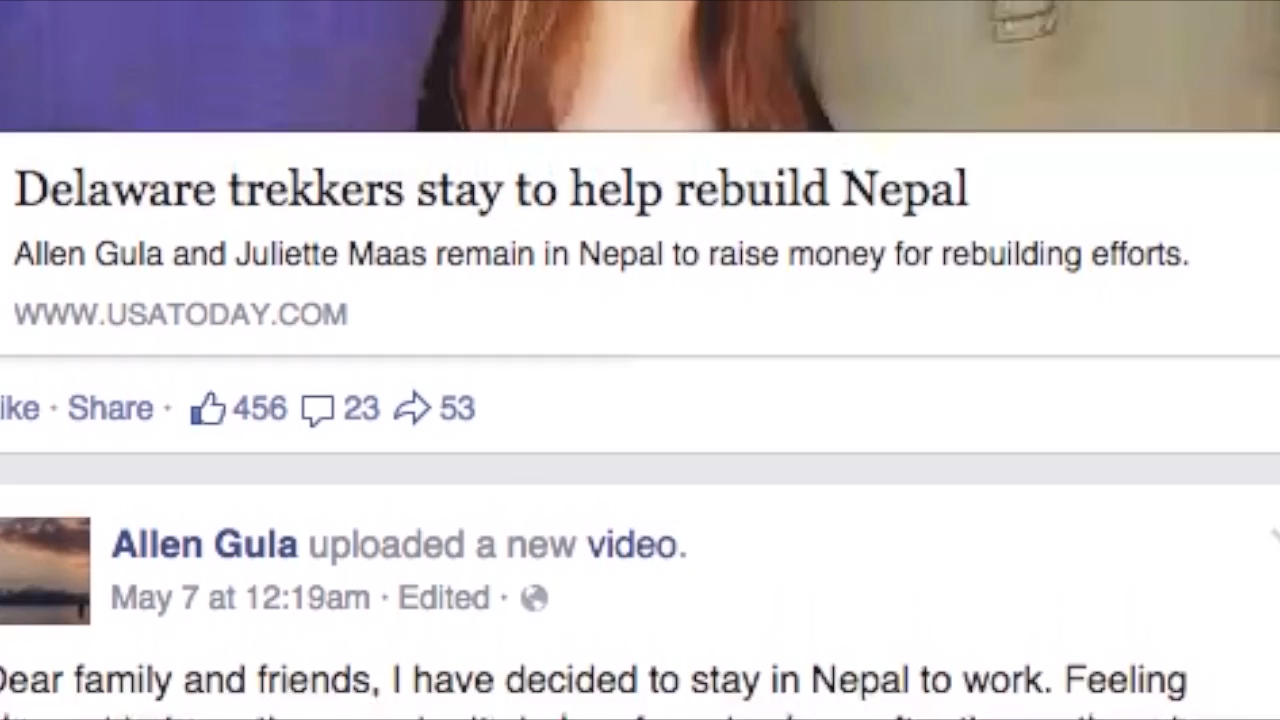 Delaware trekkers stay to help rebuild Nepal
Allen Gula and Juliette Maas remain in Nepal to raise money for rebuilding efforts.
WWW.USATODAY.COM
ike · Share · 456 23 53
Allen Gula uploaded a new video.
May 7 at 12:19am · Edited ·
Dear family and friends, I have decided to stay in Nepal to work. Feeling